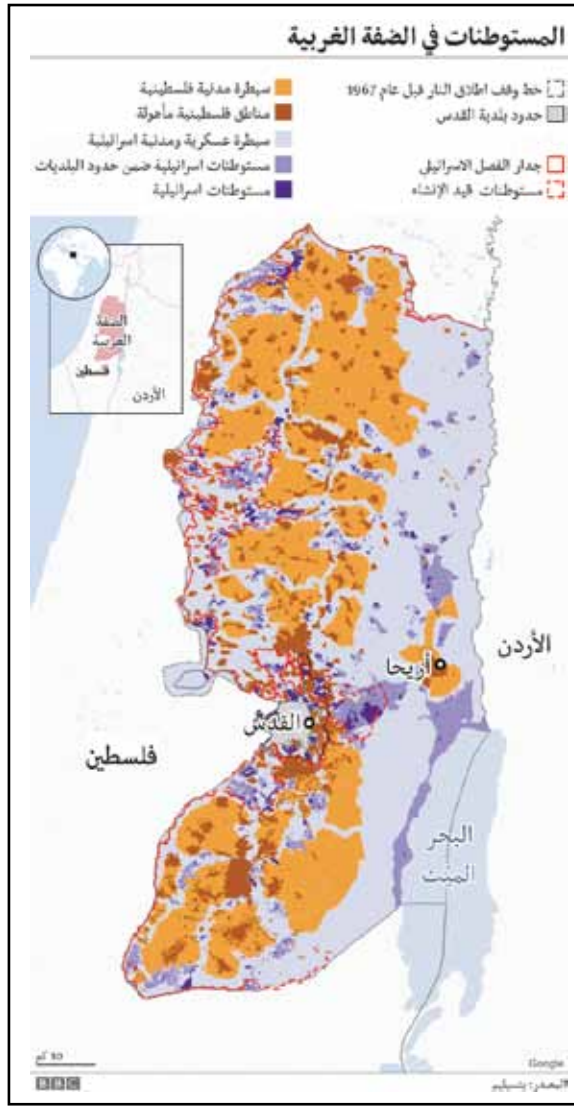 المستوطنات في الضفة الغربية
خط وقف اطلاق النار قبل عام 1967
حدود بلدية القدس
جدار الفصل الاسرائيلي
مستوطنات قيد الإنشاء
سيطرة مدنية فلسطينية
مناطق فلسطينية مأهولة
سيطرة عسكرية ومدنية اسرائيلية
مستوطنات اسرائيلية ضمن حدود البلديات
مستوطنات اسرائيلية
الضفة
الغربية
فلسطين
الأردن
الأردن
أريحا
القدس
فلسطين
البحر
الميت
10 كم
Google
المصدر: بتسيليم
BBC